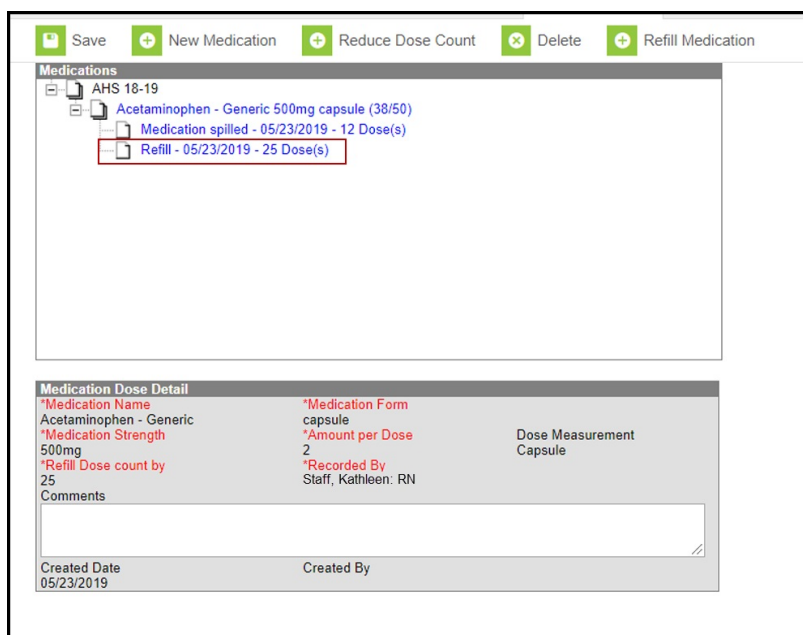 Save New Medication Reduce Dose Count Delete Refill Medication
Medications
AHS 18-19
Acetaminophen - Generic 500mg capsule (38/50)
Medication spilled - 05/23/2019 - 12 Dose(s)
Refill - 05/23/2019 - 25 Dose(s)
Medication Dose Detail
*Medication Name *Medication Form
Acetaminophen - Generic capsule
*Medication Strength *Amount per Dose Dose Measurement
500mg 2 Capsule
*Refill Dose count by *Recorded By
25 Staff, Kathleen: RN
Comments
Created Date Created By
05/23/2019